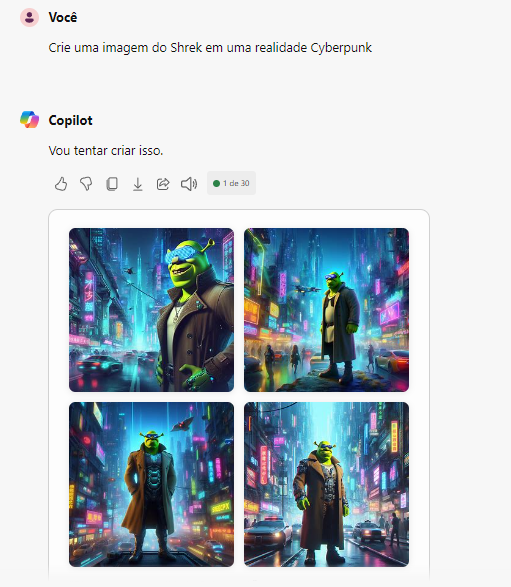 Você
Crie uma imagem do Shrek em uma realidade Cyberpunk
Copilot
Vou tentar criar isso.
1 de 30